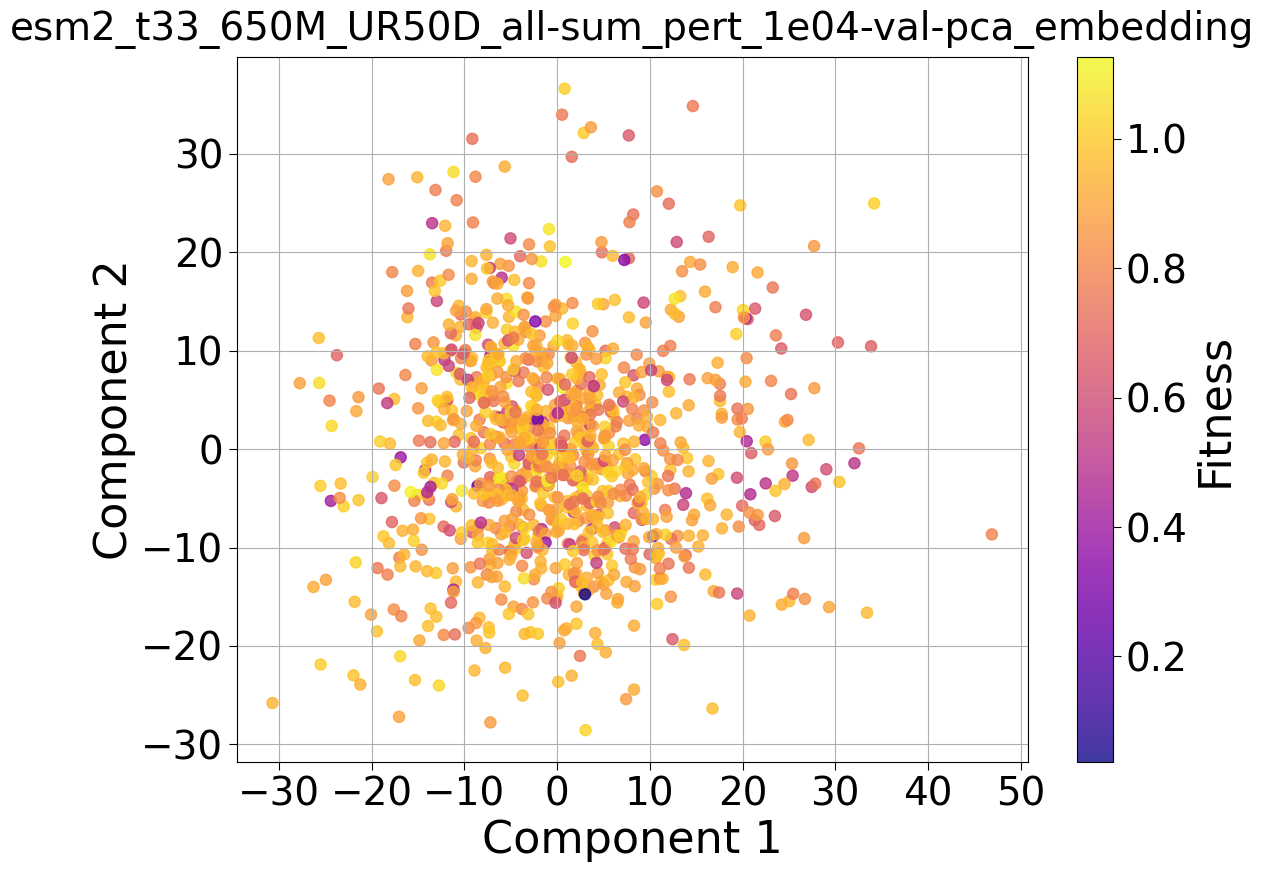 esm2_t33_650M_UR50D_all-sum_pert_1e04-val-pca_embedding
30
20
10
0
−10
−20
−30
−30 −20 −10 0 10 20 30 40 50
Component 1
Component 2
1.0
0.8
0.6
0.4
0.2
Fitness